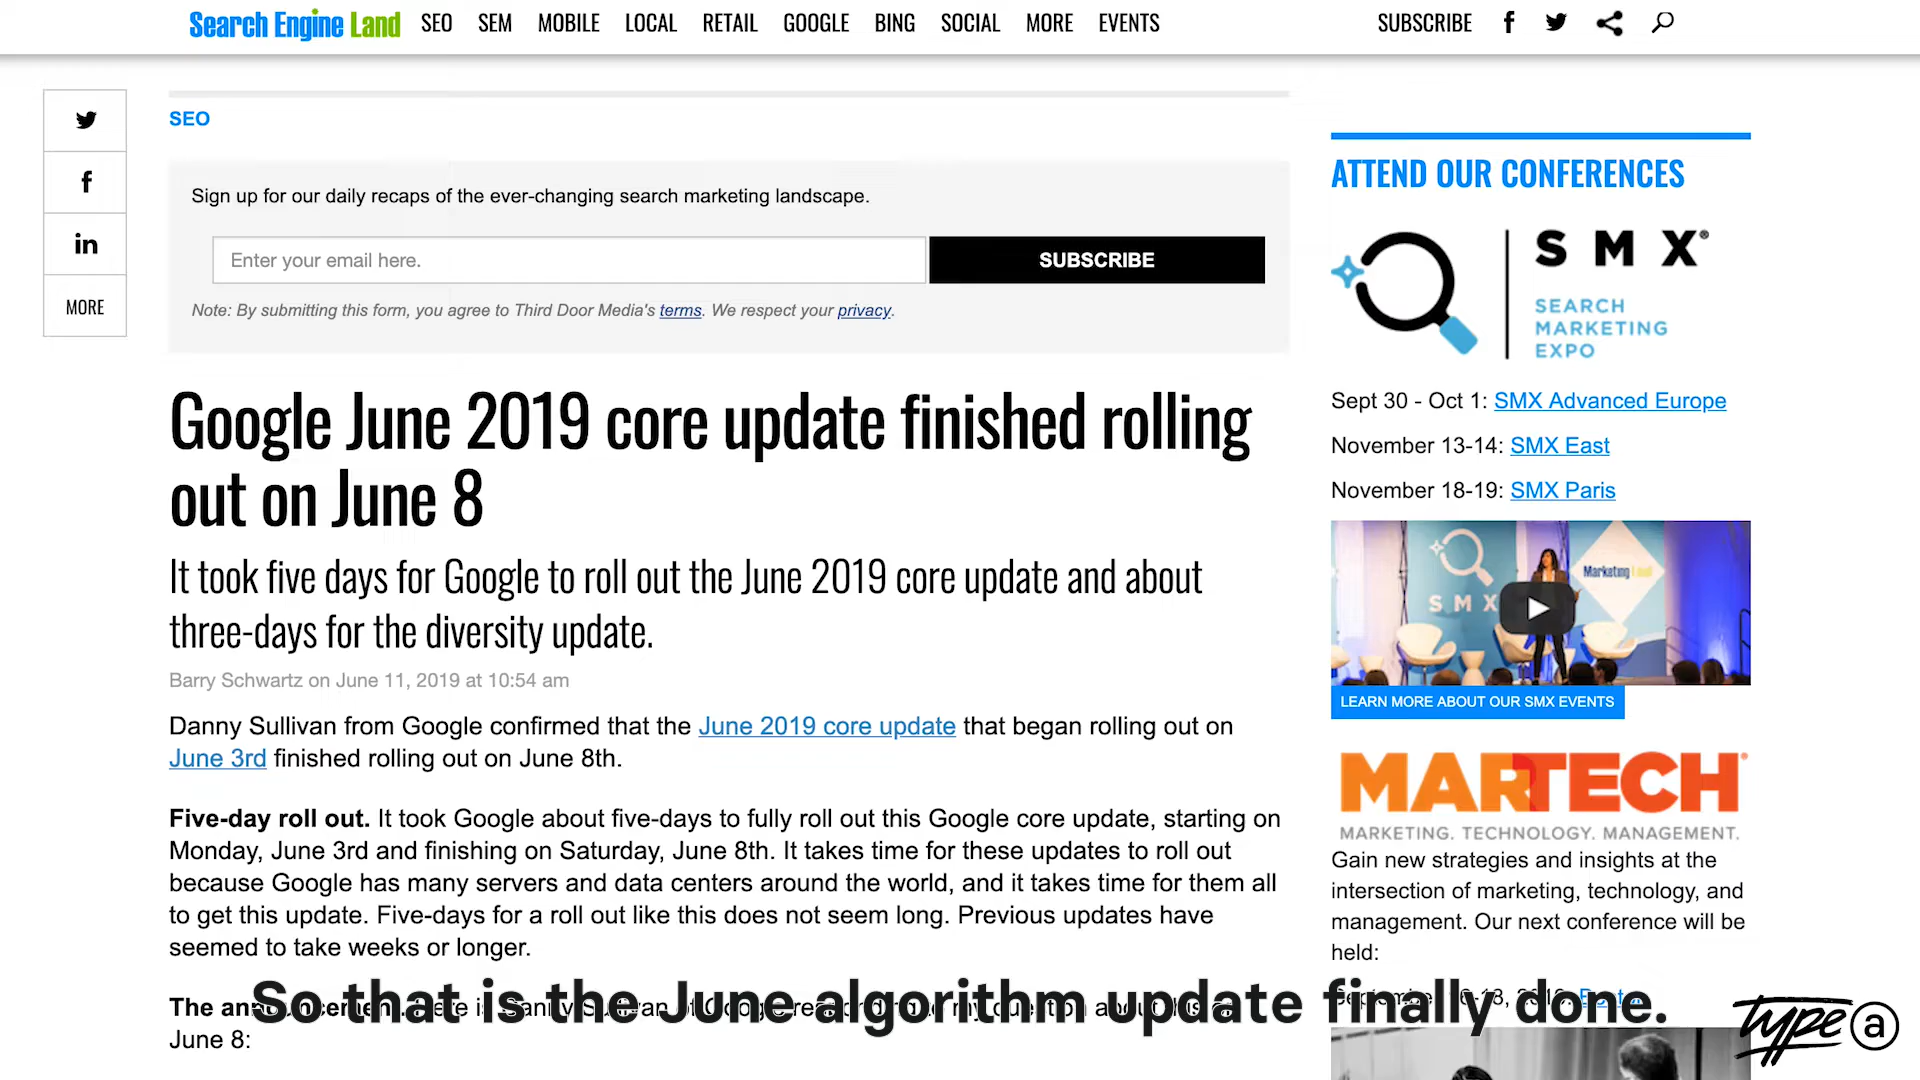 Search Engine Land SEO SEM MOBILE LOCAL RETAIL GOOGLE BING SOCIAL MORE EVENTS SUBSCRIBE
SEO
Sign up for our daily recaps of the ever-changing search marketing landscape.
Enter your email here. SUBSCRIBE
Note: By submitting this form, you agree to Third Door Media's terms. We respect your privacy.
MORE
Google June 2019 core update finished rolling
out on June 8
It took five days for Google to roll out the June 2019 core update and about
three-days for the diversity update.
Barry Schwartz on June 11, 2019 at 10:54 am
Danny Sullivan from Google confirmed that the June 2019 core update that began rolling out on
June 3rd finished rolling out on June 8th.
Five-day roll out. It took Google about five-days to fully roll out this Google core update, starting on
Monday, June 3rd and finishing on Saturday, June 8th. It takes time for these updates to roll out
because Google has many servers and data centers around the world, and it takes time for them all
to get this update. Five-days for a roll out like this does not seem long. Previous updates have
seemed to take weeks or longer.
The announcement.
June 8:
ATTEND OUR CONFERENCES
SMX®
SEARCH
MARKETING
EXPO
Sept 30 - Oct 1: SMX Advanced Europe
November 13-14: SMX East
November 18-19: SMX Paris
SMX
Marketing Land
LEARN MORE ABOUT OUR SMX EVENTS
MARTECH®
MARKETING. TECHNOLOGY. MANAGEMENT.
Gain new strategies and insights at the
intersection of marketing, technology, and
management. Our next conference will be
held:
So that is the June algorithm update finally done.
type a